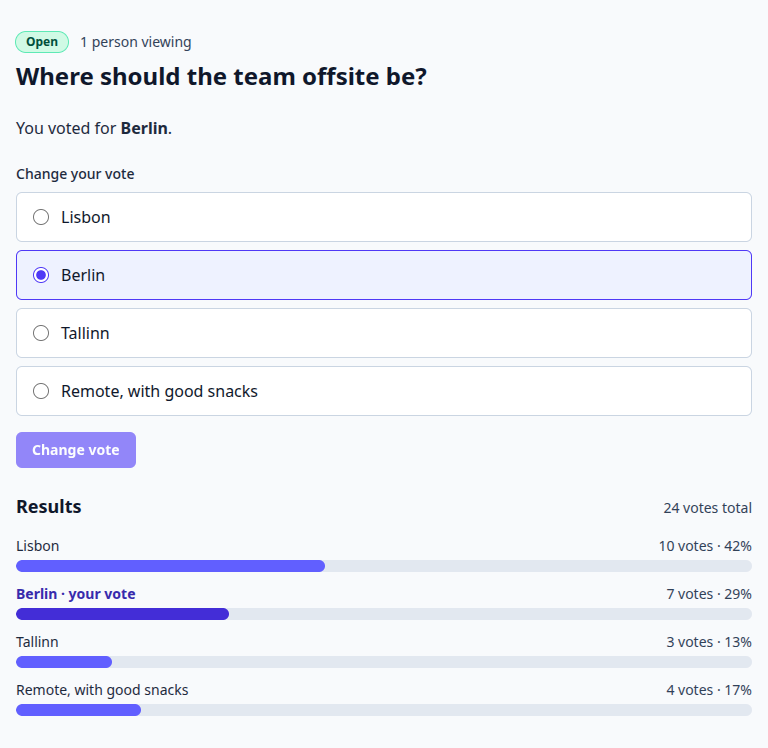 Open 1 person viewing
Where should the team offsite be?
You voted for Berlin.
Change your vote
Lisbon
Berlin
Tallinn
Remote, with good snacks
Change vote
Results 24 votes total
Lisbon 10 votes · 42%
Berlin · your vote 7 votes · 29%
Tallinn 3 votes · 13%
Remote, with good snacks 4 votes · 17%